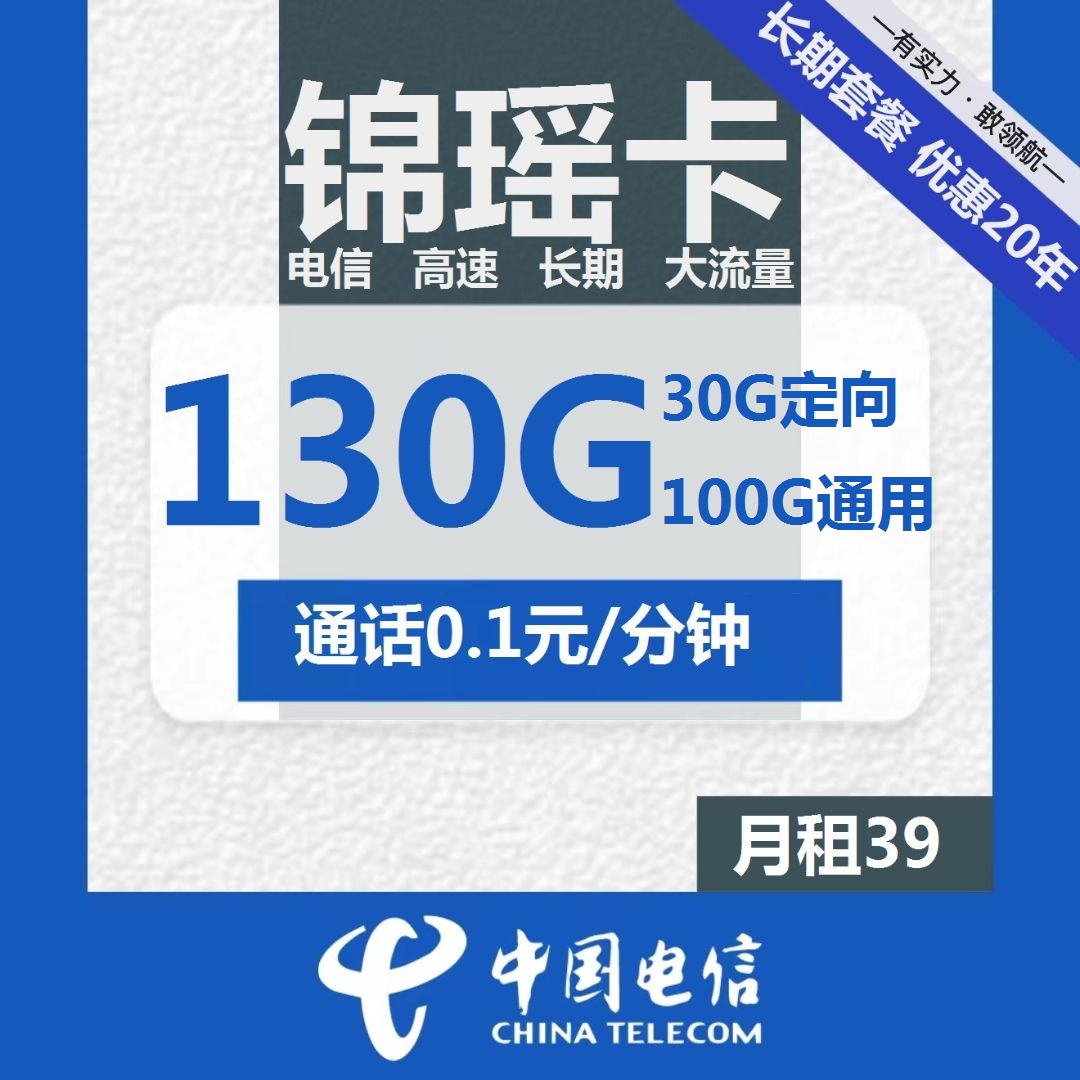 —有实力·敢领航—
长期套餐 优惠20年
锦瑶卡
电信 高速 长期 大流量
130G
30G定向
100G通用
通话0.1元/分钟
月租39
中国电信
CHINA TELECOM